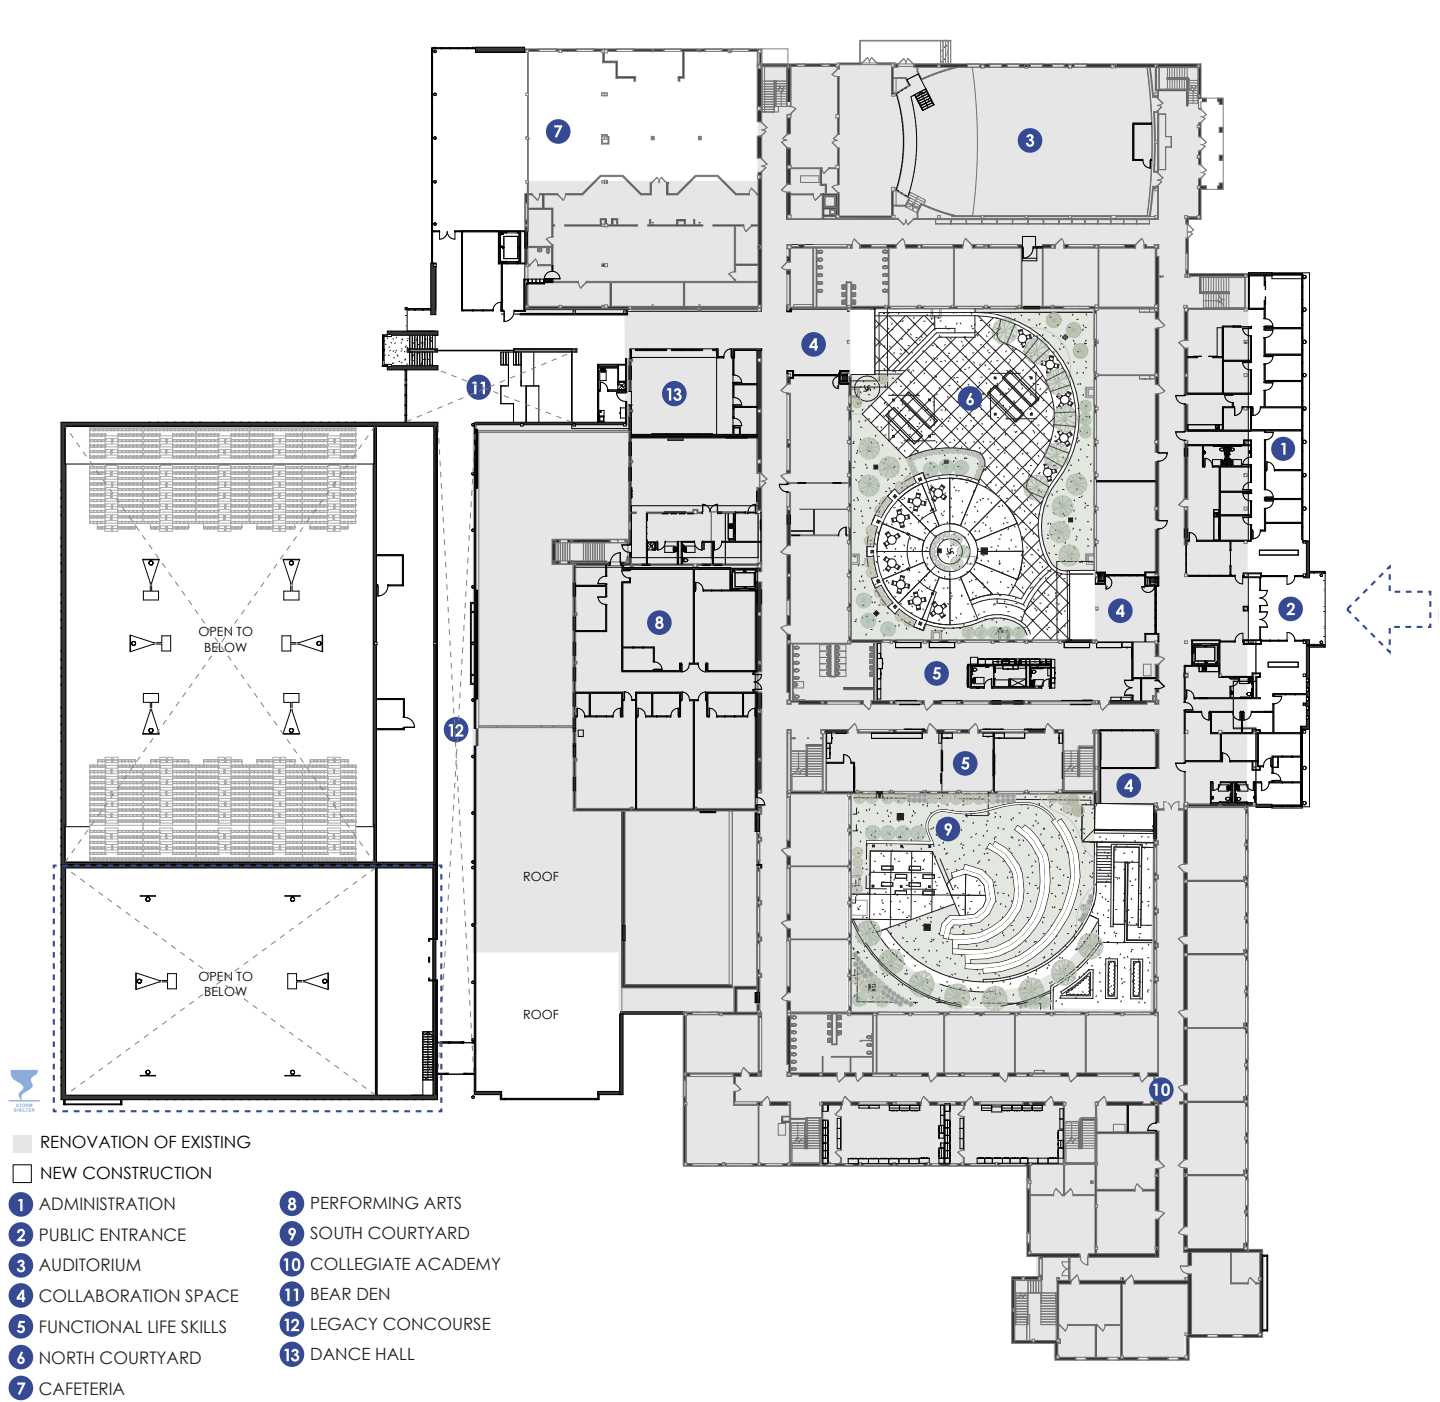 7
3
4
11
13
6
1
OPEN TO
BELOW
8
4
2
5
12
5
4
9
ROOF
OPEN TO
BELOW
ROOF
10
STORM
SHELTER
RENOVATION OF EXISTING
NEW CONSTRUCTION
1 ADMINISTRATION
2 PUBLIC ENTRANCE
3 AUDITORIUM
4 COLLABORATION SPACE
5 FUNCTIONAL LIFE SKILLS
6 NORTH COURTYARD
7 CAFETERIA
8 PERFORMING ARTS
9 SOUTH COURTYARD
10 COLLEGIATE ACADEMY
11 BEAR DEN
12 LEGACY CONCOURSE
13 DANCE HALL